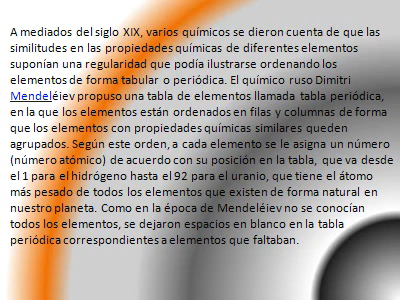 A mediados del siglo XIX, varios químicos se dieron cuenta de que las
similitudes en las propiedades químicas de diferentes elementos
suponían una regularidad que podía ilustrarse ordenando los
elementos de forma tabular o periódica. El químico ruso Dimitri
Mendeléiev propuso una tabla de elementos llamada tabla periódica,
en la que los elementos están ordenados en filas y columnas de forma
que los elementos con propiedades químicas similares queden
agrupados. Según este orden, a cada elemento se le asigna un número
(número atómico) de acuerdo con su posición en la tabla, que va desde
el 1 para el hidrógeno hasta el 92 para el uranio, que tiene el átomo
más pesado de todos los elementos que existen de forma natural en
nuestro planeta. Como en la época de Mendeléiev no se conocían
todos los elementos, se dejaron espacios en blanco en la tabla
periódica correspondientes a elementos que faltaban.